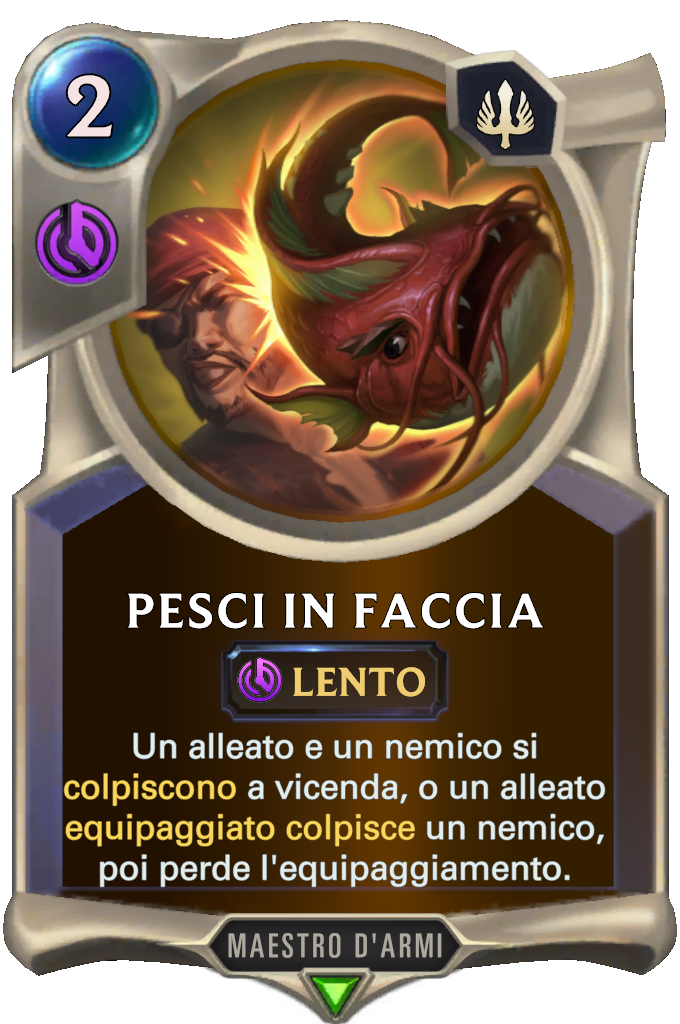 2
PESCI IN FACCIA
LENTO
Un alleato e un nemico si
colpiscono a vicenda, o un alleato
equipaggiato colpisce un nemico,
poi perde l'equipaggiamento.
MAESTRO D'ARMI